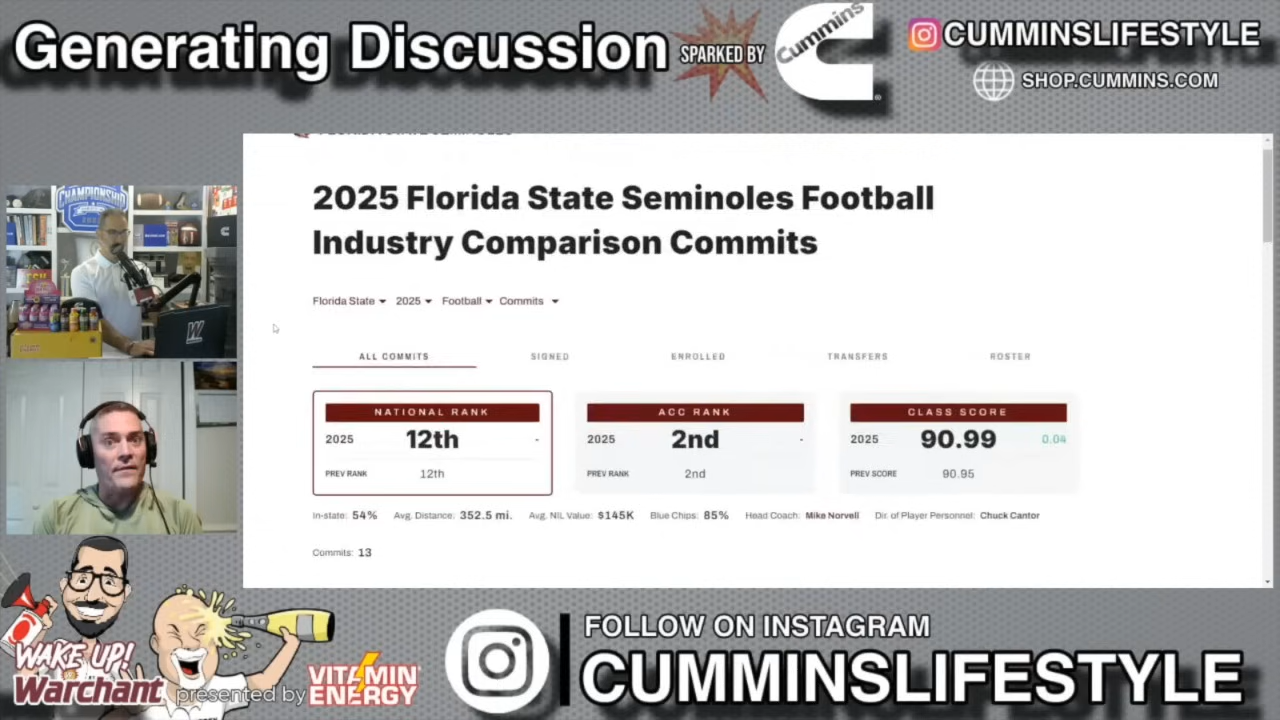 Generating Discussion
SPARKED BY
Cummins
CUMMINSLIFESTYLE
SHOP.CUMMINS.COM
2025 Florida State Seminoles Football
Industry Comparison Commits
Florida State 2025 Football Commits
ALL COMMITS SIGNED ENROLLED TRANSFERS ROSTER
NATIONAL RANK
2025 12th -
PREV RANK 12th
ACC RANK
2025 2nd -
PREV RANK 2nd
CLASS SCORE
2025 90.99 0.04
PREV SCORE 90.95
In-state: 54% Avg. Distance: 352.5 mi. Avg. NIL Value: $145K Blue Chips: 85% Head Coach: Mike Norvell Dir. of Player Personnel: Chuck Cantor
Commits: 13
CHAMPIONSHIP
W
WAKE UP!
Warchant
presented by
VITAMIN
ENERGY
FOLLOW ON INSTAGRAM
CUMMINSLIFESTYLE